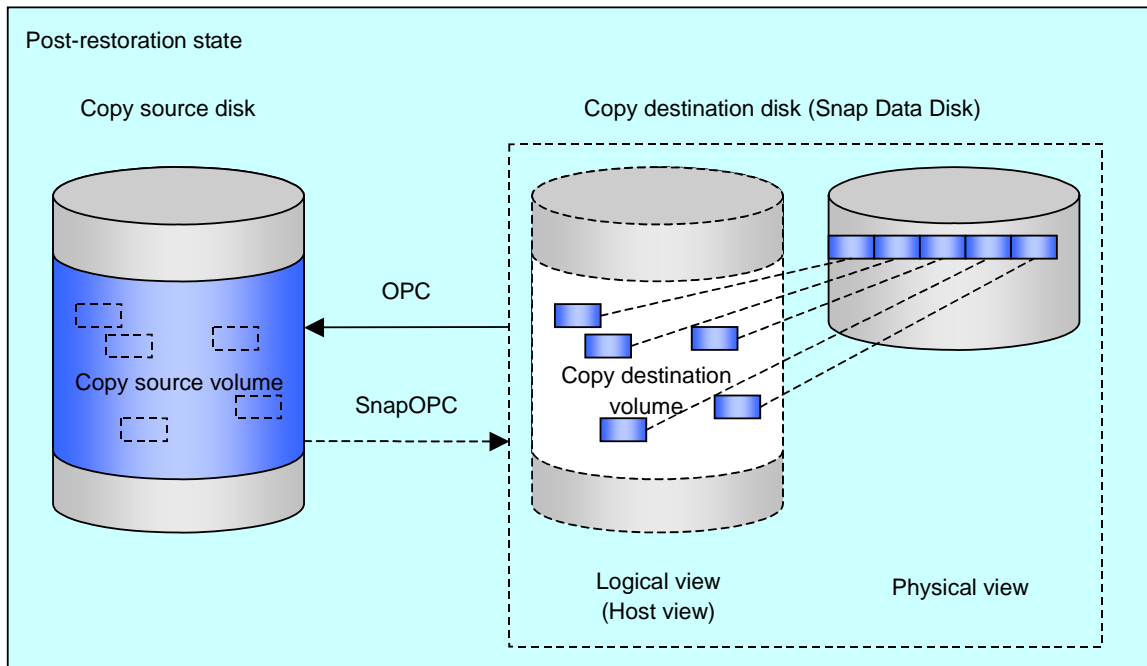 Post-restoration state
Copy source disk
Copy destination disk (Snap Data Disk)
OPC
Copy source volume
SnapOPC
Copy destination
volume
Logical view
(Host view)
Physical view